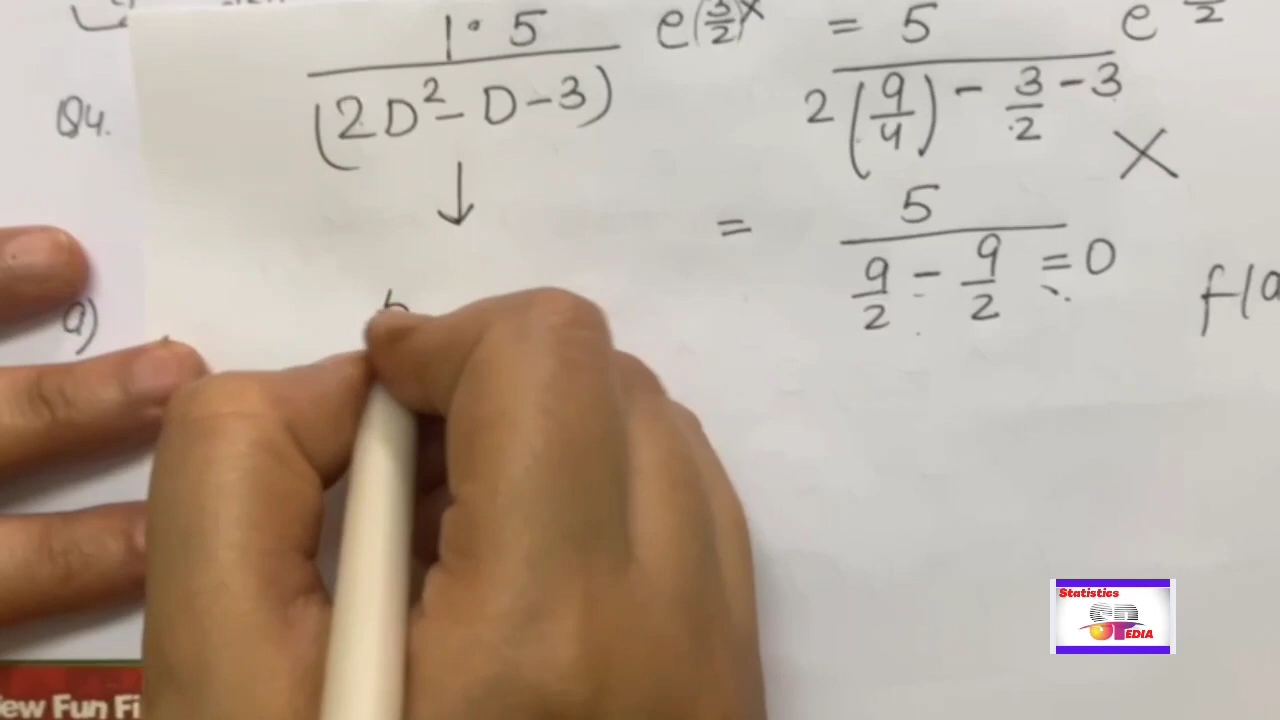 1·5/(2D²-D-3) e^(3/2)x = 5/(2(9/4) - 3/2 - 3) e
Q4.
X
= 5/(9/2 - 9/2) = 0
a)
f(a
Statistics
PEDIA
ew Fun Fi